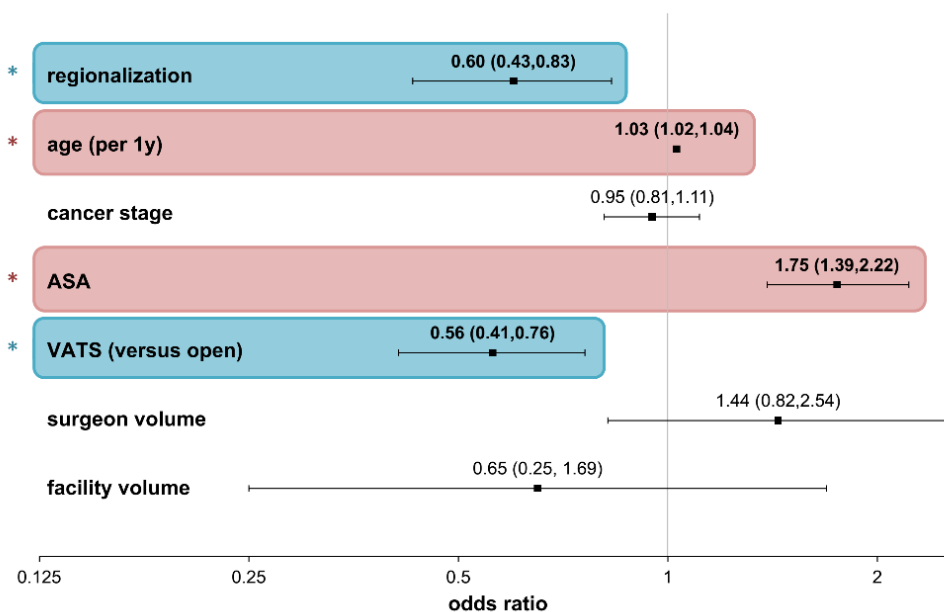 0.60 (0.43,0.83)
* regionalization
1.03 (1.02,1.04)
* age (per 1y)
0.95 (0.81,1.11)
cancer stage
1.75 (1.39,2.22)
* ASA
0.56 (0.41,0.76)
* VATS (versus open)
1.44 (0.82,2.54)
surgeon volume
0.65 (0.25, 1.69)
facility volume
0.125 0.25 0.5 1 2
odds ratio